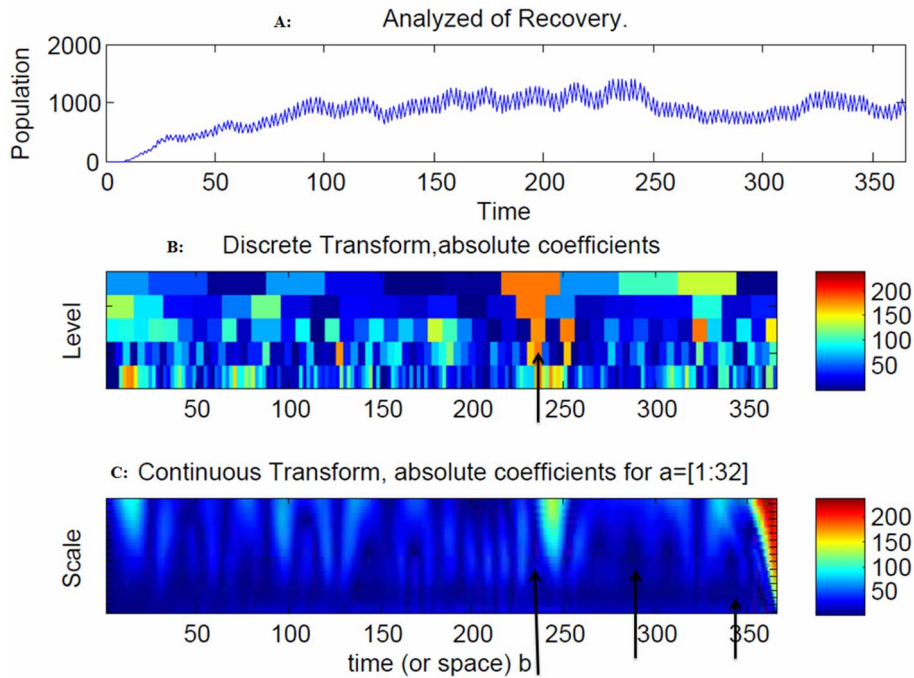 A: Analyzed of Recovery.
2000
1000
0
Population
0 50 100 150 200 250 300 350
Time
B: Discrete Transform,absolute coefficients
Level
50 100 150 200 250 300 350
200
150
100
50
C: Continuous Transform, absolute coefficients for a=[1:32]
Scale
50 100 150 200 250 300 350
time (or space) b
200
150
100
50